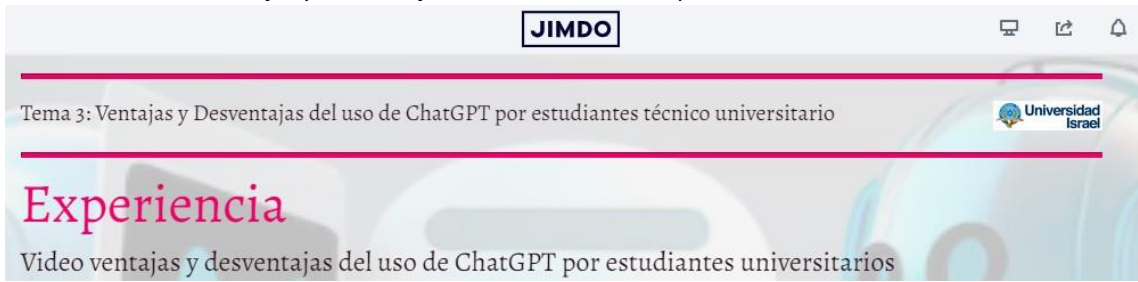 JIMDO
Tema 3: Ventajas y Desventajas del uso de ChatGPT por estudiantes técnico universitario
Universidad
Israel
Experiencia
Video ventajas y desventajas del uso de ChatGPT por estudiantes universitarios